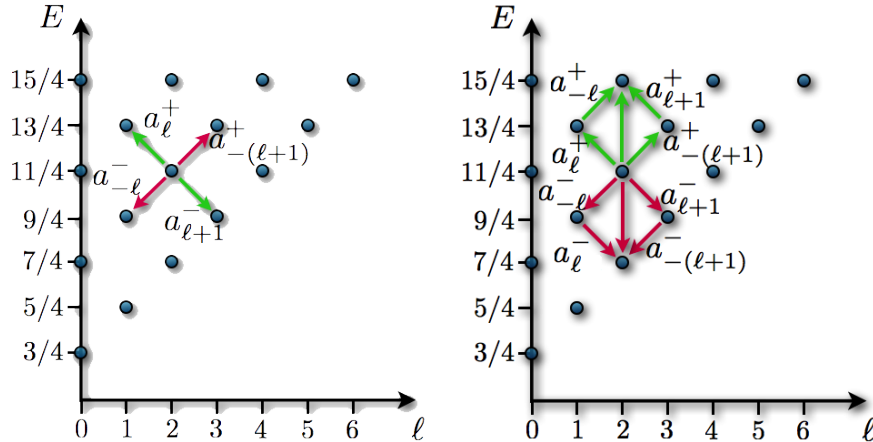 E
15/4
13/4
11/4
9/4
7/4
5/4
3/4
a_ℓ^+
a_{-(ℓ+1)}^+
a_{-ℓ}^-
a_{ℓ+1}^-
0 1 2 3 4 5 6 ℓ
E
15/4
13/4
11/4
9/4
7/4
5/4
3/4
a_{-ℓ}^+
a_{ℓ+1}^+
a_ℓ^+
a_{-(ℓ+1)}^+
a_{-ℓ}^-
a_{ℓ+1}^-
a_ℓ^-
a_{-(ℓ+1)}^-
0 1 2 3 4 5 6 ℓ